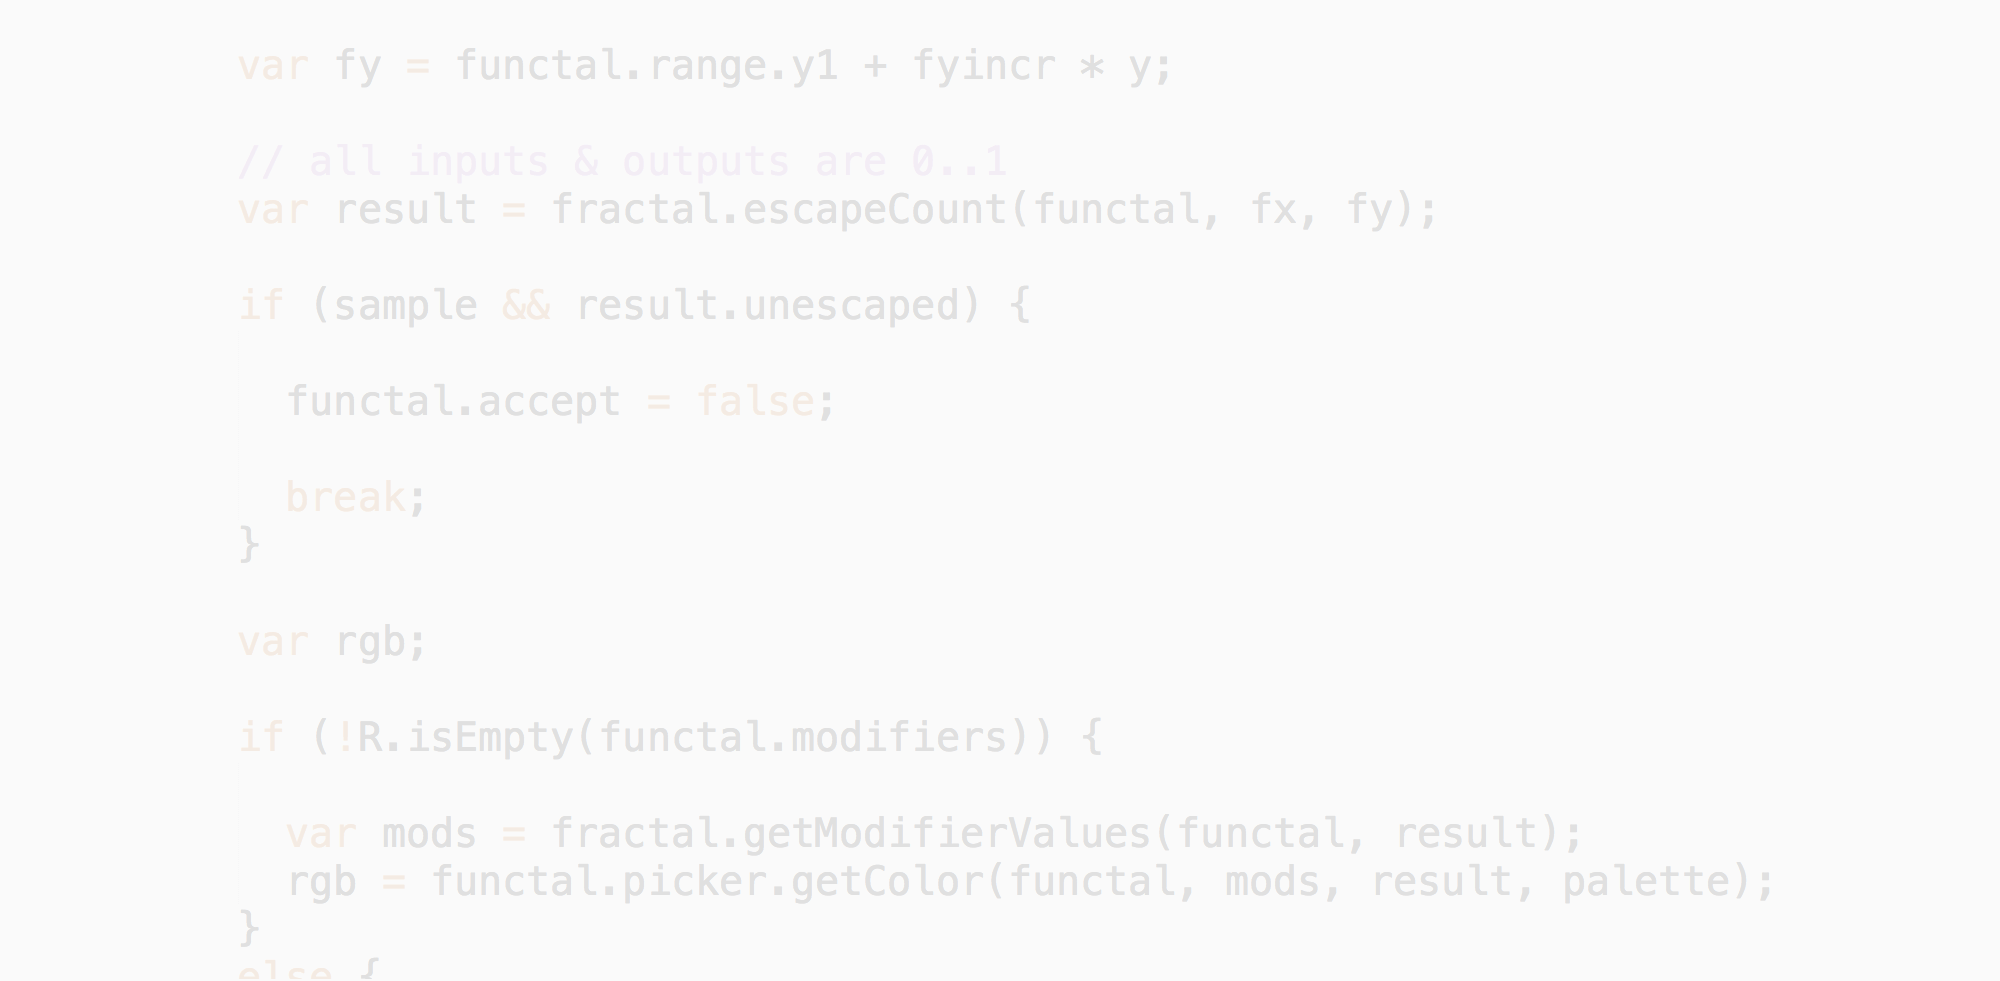 var fy = functal.range.y1 + fyincr * y;
// all inputs & outputs are 0..1
var result = fractal.escapeCount(functal, fx, fy);
if (sample && result.unescaped) {
functal.accept = false;
break;
}
var rgb;
if (!R.isEmpty(functal.modifiers)) {
var mods = fractal.getModifierValues(functal, result);
rgb = functal.picker.getColor(functal, mods, result, palette);
}
else {